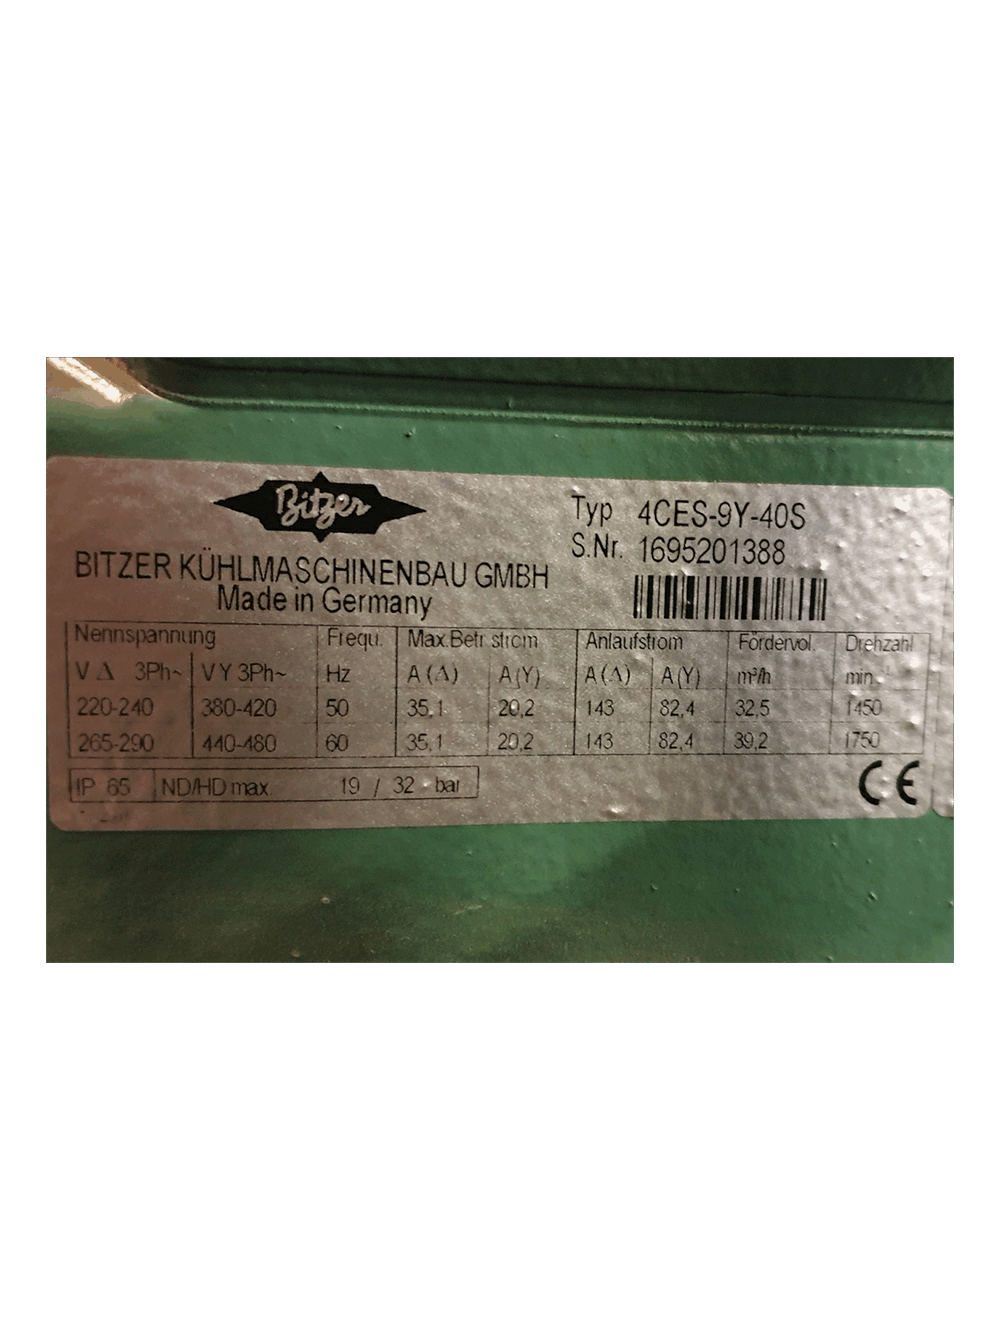 Bitzer
BITZER KÜHLMASCHINENBAU GMBH
Made in Germany
Typ 4CES-9Y-40S
S.Nr. 1695201388
Nennspannung Frequ. Max.Betr.strom Anlaufstrom Fördervol. Drehzahl
V Δ 3Ph~ V Y 3Ph~ Hz A (Δ) A (Y) A (Δ) A (Y) m³/h min
220-240 380-420 50 35,1 20,2 143 82,4 32,5 1450
265-290 440-480 60 35,1 20,2 143 82,4 39,2 1750
IP 65 ND/HD max. 19 / 32 bar
CE